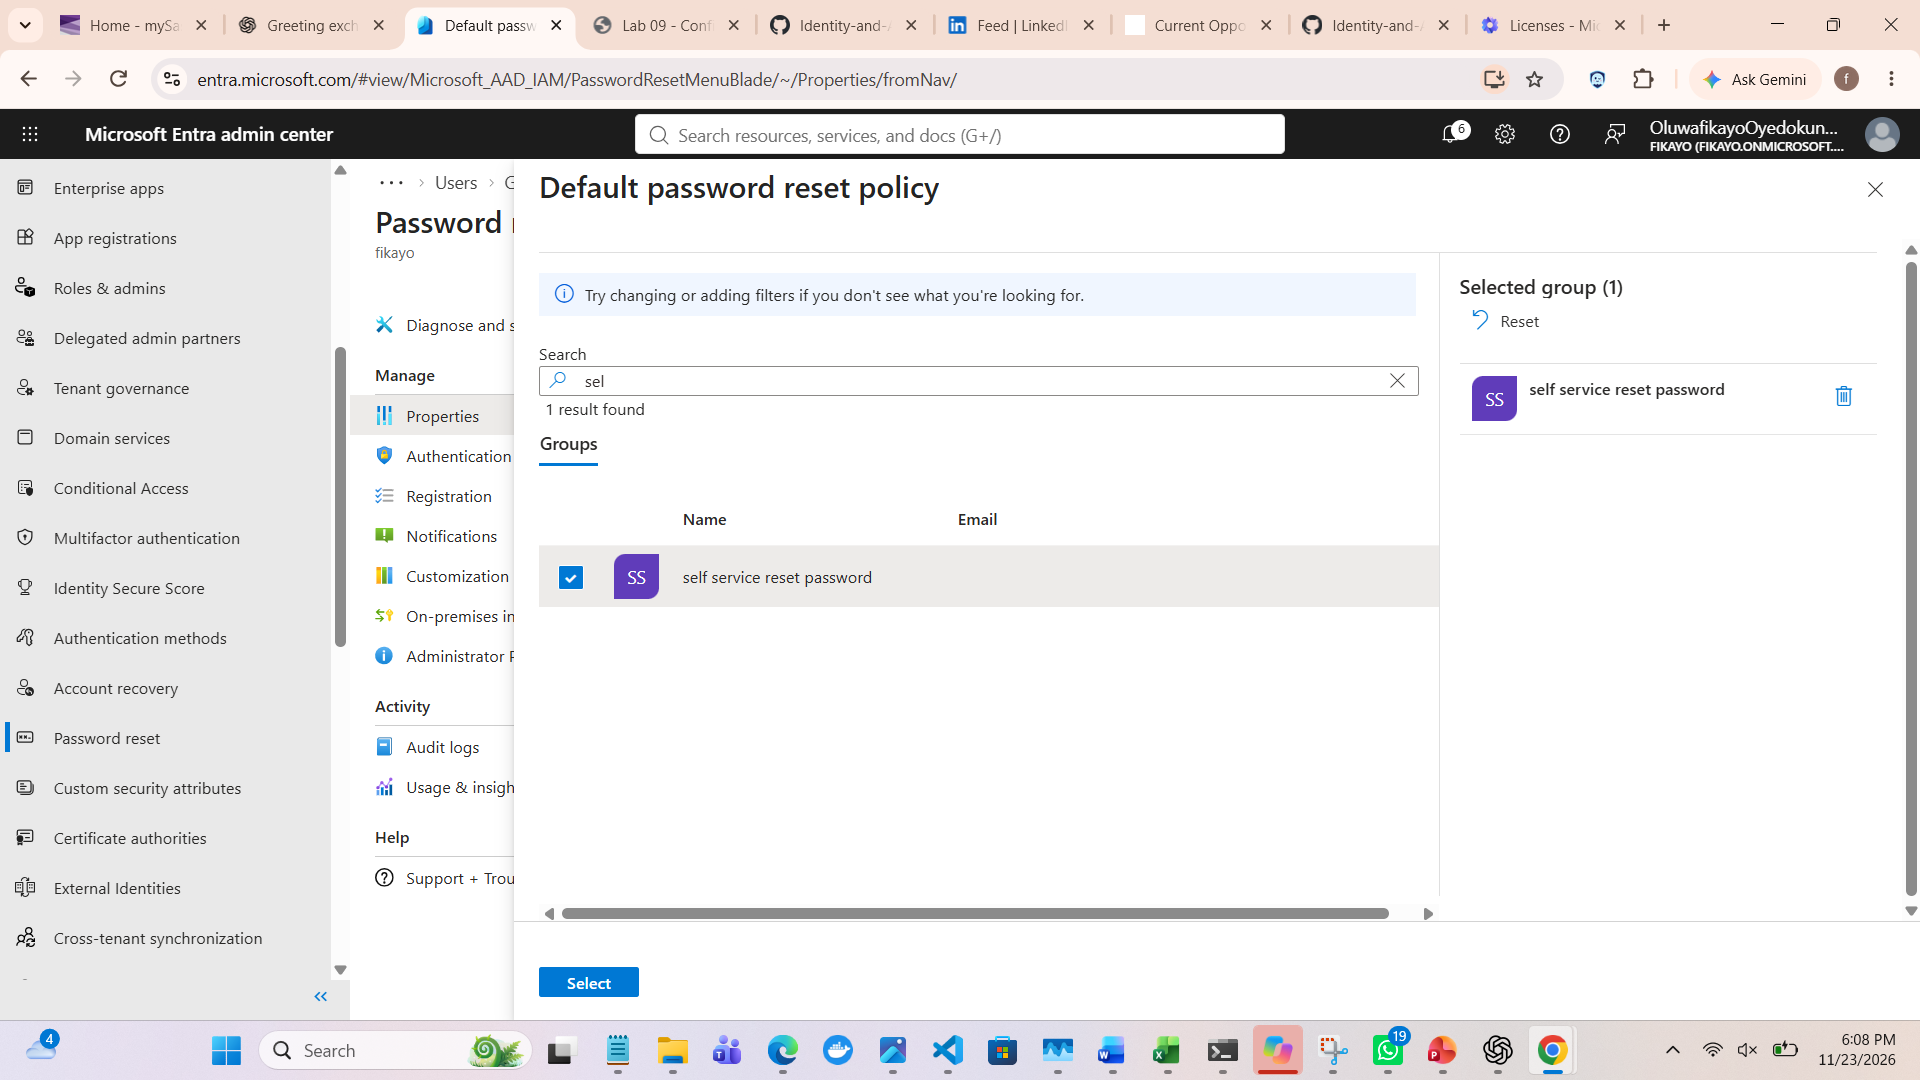 Home - mySa
Greeting exch
Default passw
Lab 09 - Confi
Identity-and-A
Feed | LinkedI
Current Oppo
Identity-and-A
Licenses - Mic
entra.microsoft.com/#view/Microsoft_AAD_IAM/PasswordResetMenuBlade/~/Properties/fromNav/
Ask Gemini
f
Microsoft Entra admin center
Search resources, services, and docs (G+/)
6
OluwafikayoOyedokun...
FIKAYO (FIKAYO.ONMICROSOFT....
Enterprise apps
App registrations
Roles & admins
Delegated admin partners
Tenant governance
Domain services
Conditional Access
Multifactor authentication
Identity Secure Score
Authentication methods
Account recovery
Password reset
Custom security attributes
Certificate authorities
External Identities
Cross-tenant synchronization
Users
G
Password r
fikayo
Diagnose and s
Manage
Properties
Authentication
Registration
Notifications
Customization
On-premises in
Administrator P
Activity
Audit logs
Usage & insigh
Help
Support + Trou
Default password reset policy
Try changing or adding filters if you don't see what you're looking for.
Search
sel
1 result found
Groups
Name Email
SS self service reset password
Select
Selected group (1)
Reset
SS self service reset password
4
Search
19
6:08 PM
11/23/2026